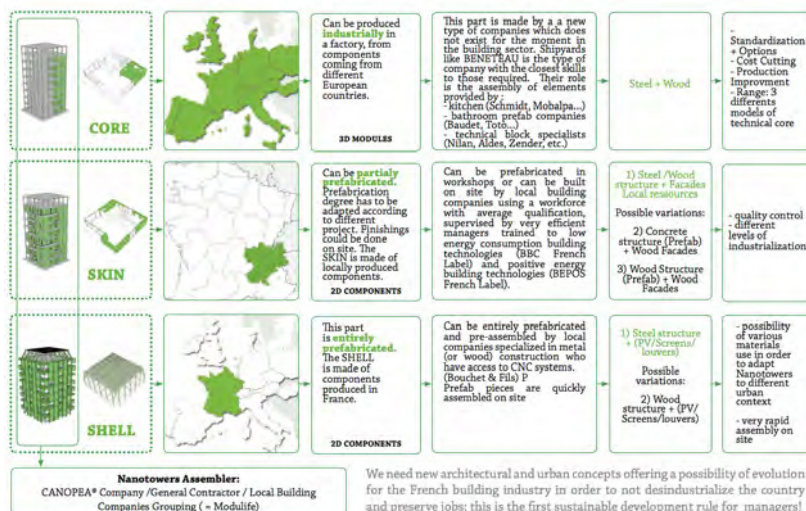 CORE
Can be produced
industrially in
a factory, from
components
coming from
different
European
countries.
3D MODULES
This part is made by a a new
type of companies which does
not exist for the moment in
the building sector. Shipyards
like BENETEAU is the type of
company with the closest skills
to those required. Their role
is the assembly of elements
provided by :
- kitchen (Schmidt, Mobalpa...)
- bathroom prefab companies
(Baudet, Toto...)
- technical block specialists
(Nilan, Aldes, Zender, etc.)
Steel + Wood
-
Standardization
+ Options
- Cost Cutting
- Production
Improvment
- Range: 3
differents
models of
technical core
SKIN
Can be partialy
prefabricated.
Prefabrication
degree has to be
adapted according
to different
project. Finishings
could be done
on site. The
SKIN is made of
locally produced
components.
2D COMPONENTS
Can be prefabricated in
workshops or can be built
on site by local building
companies using a workforce
with average qualification,
supervised by very efficient
managers trained to low
energy consumption building
technologies (BBC French
Label) and positive energy
building technologies (BEPOS
French Label).
1) Steel /Wood
structure + Facades
Local ressources
Possible variations:
2) Concrete
structure (Prefab)
+ Wood Facades
3) Wood Structure
(Prefab) + Wood
Facades
- quality control
- different
levels of
industrialization
SHELL
This part
is entirely
prefabricated.
The SHELL
is made of
components
produced in
France.
2D COMPONENTS
Can be entirely prefabricated
and pre-assembled by local
companies specialized in metal
(or wood) construction who
have access to CNC systems.
(Bouchet & Fils) P
Prefab pieces are quickly
assembled on site
1) Steel structure
+ (PV/Screens/
louvers)
Possible
variations:
2) Wood
structure + (PV/
Screens/louvers)
- possibility
of various
materials
use in order
to adapt
Nanotowers
to different
urban
context
- very rapid
assembly on
site
Nanotowers Assembler:
CANOPEA® Company /General Contractor / Local Building
Companies Grouping ( = Modulife)
We need new architectural and urban concepts offering a possibility of evolution
for the French building industry in order to not desindustrialize the country
and preserve jobs: this is the first sustainable development rule for managers!